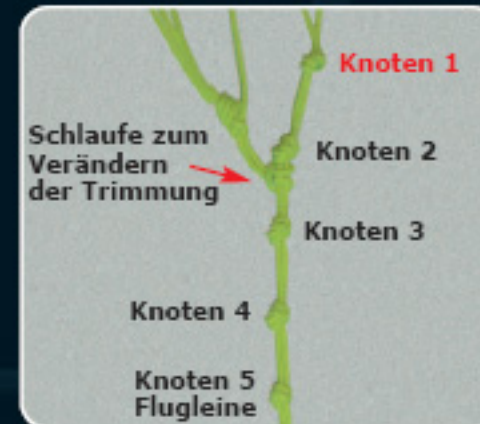 Knoten 1
Schlaufe zum
Verändern
der Trimmung
Knoten 2
Knoten 3
Knoten 4
Knoten 5
Flugleine